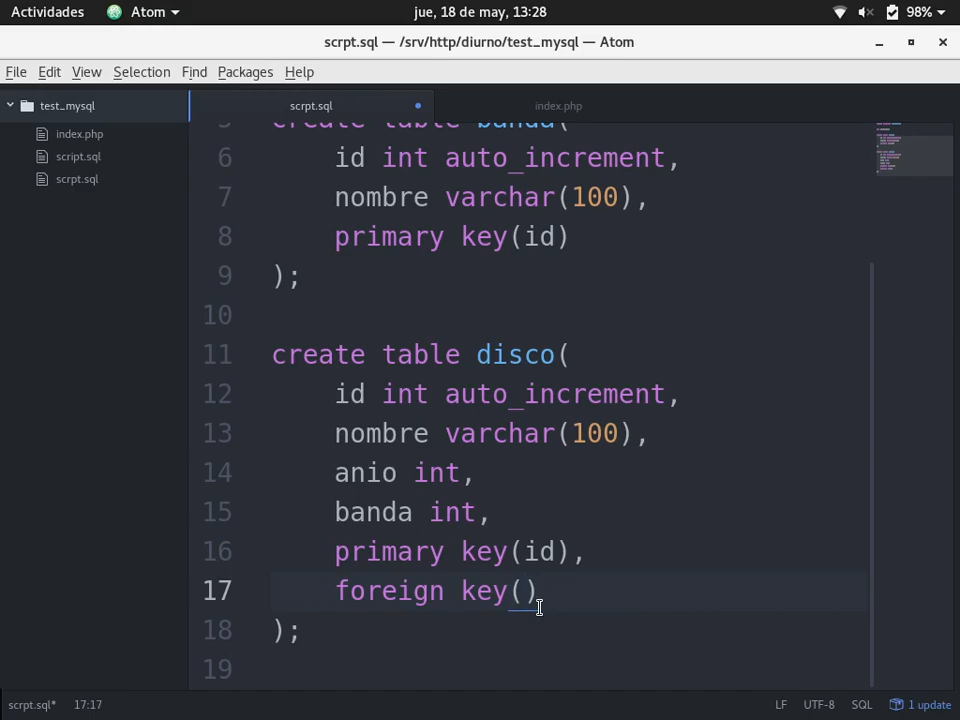 Actividades Atom jue, 18 de may, 13:28 98%
scrpt.sql — /srv/http/diurno/test_mysql — Atom
File Edit View Selection Find Packages Help
test_mysql scrpt.sql index.php
index.php
script.sql
scrpt.sql
5 create table banda(
6 id int auto_increment,
7 nombre varchar(100),
8 primary key(id)
9 );
10
11 create table disco(
12 id int auto_increment,
13 nombre varchar(100),
14 anio int,
15 banda int,
16 primary key(id),
17 foreign key()
18 );
19
scrpt.sql* 17:17 LF UTF-8 SQL 1 update